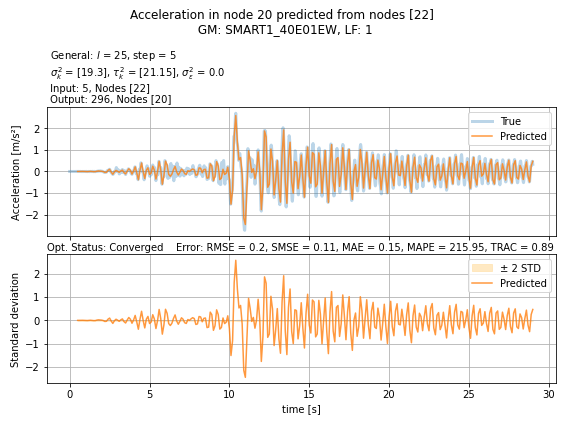 Acceleration in node 20 predicted from nodes [22]
GM: SMART1_40E01EW, LF: 1
General: l = 25, step = 5
σ²ₖ = [19.3], τ²ₖ = [21.15], σ²ε = 0.0
Input: 5, Nodes [22]
Output: 296, Nodes [20]
Acceleration [m/s²]
2
1
0
−1
−2
True
Predicted
Opt. Status: Converged Error: RMSE = 0.2, SMSE = 0.11, MAE = 0.15, MAPE = 215.95, TRAC = 0.89
Standard deviation
2
1
0
−1
−2
± 2 STD
Predicted
0 5 10 15 20 25 30
time [s]